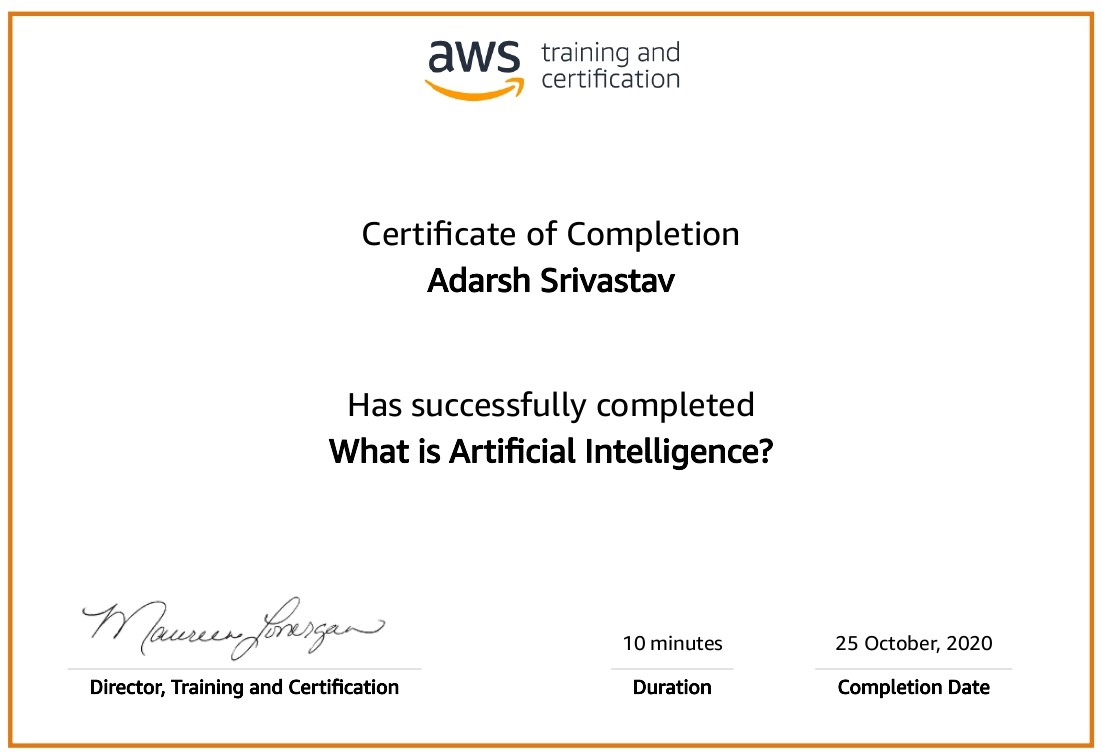 aws training and
certification
Certificate of Completion
Adarsh Srivastav
Has successfully completed
What is Artificial Intelligence?
Maureen Lonergan
10 minutes
25 October, 2020
Director, Training and Certification
Duration
Completion Date